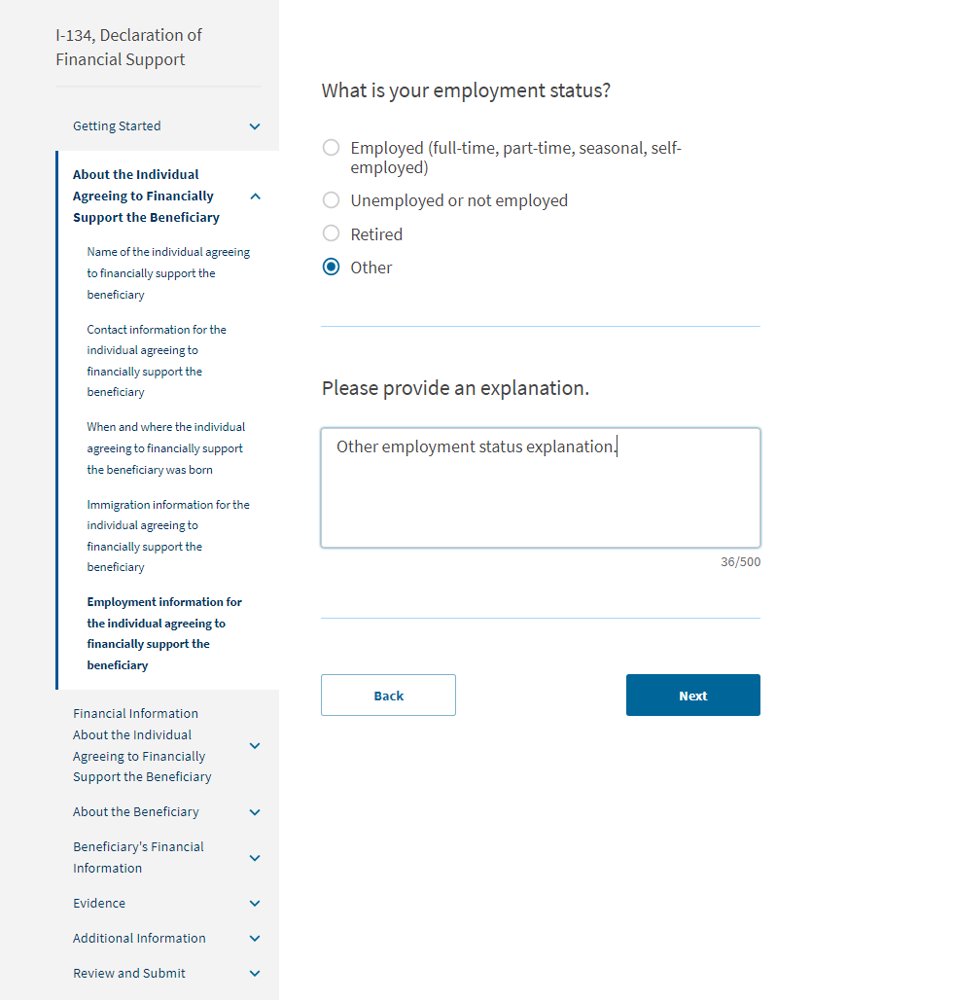 I-134, Declaration of
Financial Support
Getting Started
About the Individual
Agreeing to Financially
Support the Beneficiary
Name of the individual agreeing
to financially support the
beneficiary
Contact information for the
individual agreeing to
financially support the
beneficiary
When and where the individual
agreeing to financially support
the beneficiary was born
Immigration information for the
individual agreeing to
financially support the
beneficiary
Employment information for
the individual agreeing to
financially support the
beneficiary
Financial Information
About the Individual
Agreeing to Financially
Support the Beneficiary
About the Beneficiary
Beneficiary's Financial
Information
Evidence
Additional Information
Review and Submit
What is your employment status?
Employed (full-time, part-time, seasonal, self-
employed)
Unemployed or not employed
Retired
Other
Please provide an explanation.
Other employment status explanation.
36/500
Back
Next